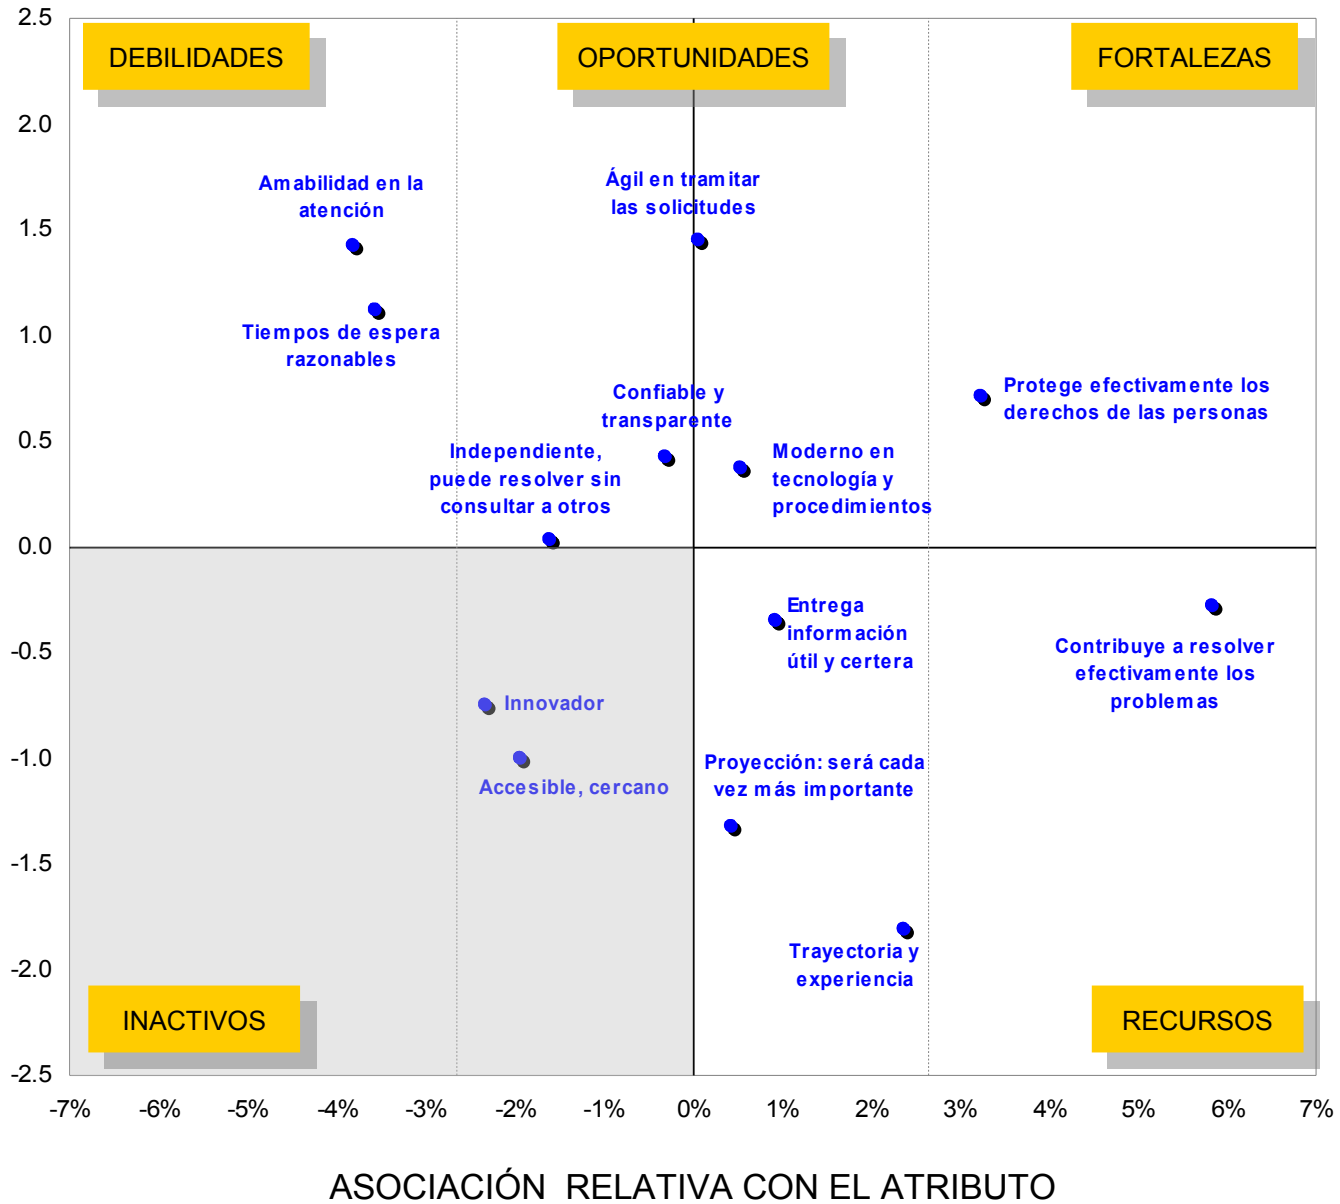 2.5
DEBILIDADES
OPORTUNIDADES
FORTALEZAS
2.0
Amabilidad en la
atención
Ágil en tramitar
las solicitudes
1.5
Tiempos de espera
razonables
1.0
Confiable y
transparente
Protege efectivamente los
derechos de las personas
0.5
Independiente,
puede resolver sin
consultar a otros
Moderno en
tecnología y
procedimientos
0.0
Entrega
información
útil y certera
-0.5
Contribuye a resolver
efectivamente los
problemas
Innovador
-1.0
Accesible, cercano
Proyección: será cada
vez más importante
-1.5
Trayectoria y
experiencia
-2.0
INACTIVOS
RECURSOS
-2.5
-7% -6% -5% -4% -3% -2% -1% 0% 1% 2% 3% 4% 5% 6% 7%
ASOCIACIÓN RELATIVA CON EL ATRIBUTO